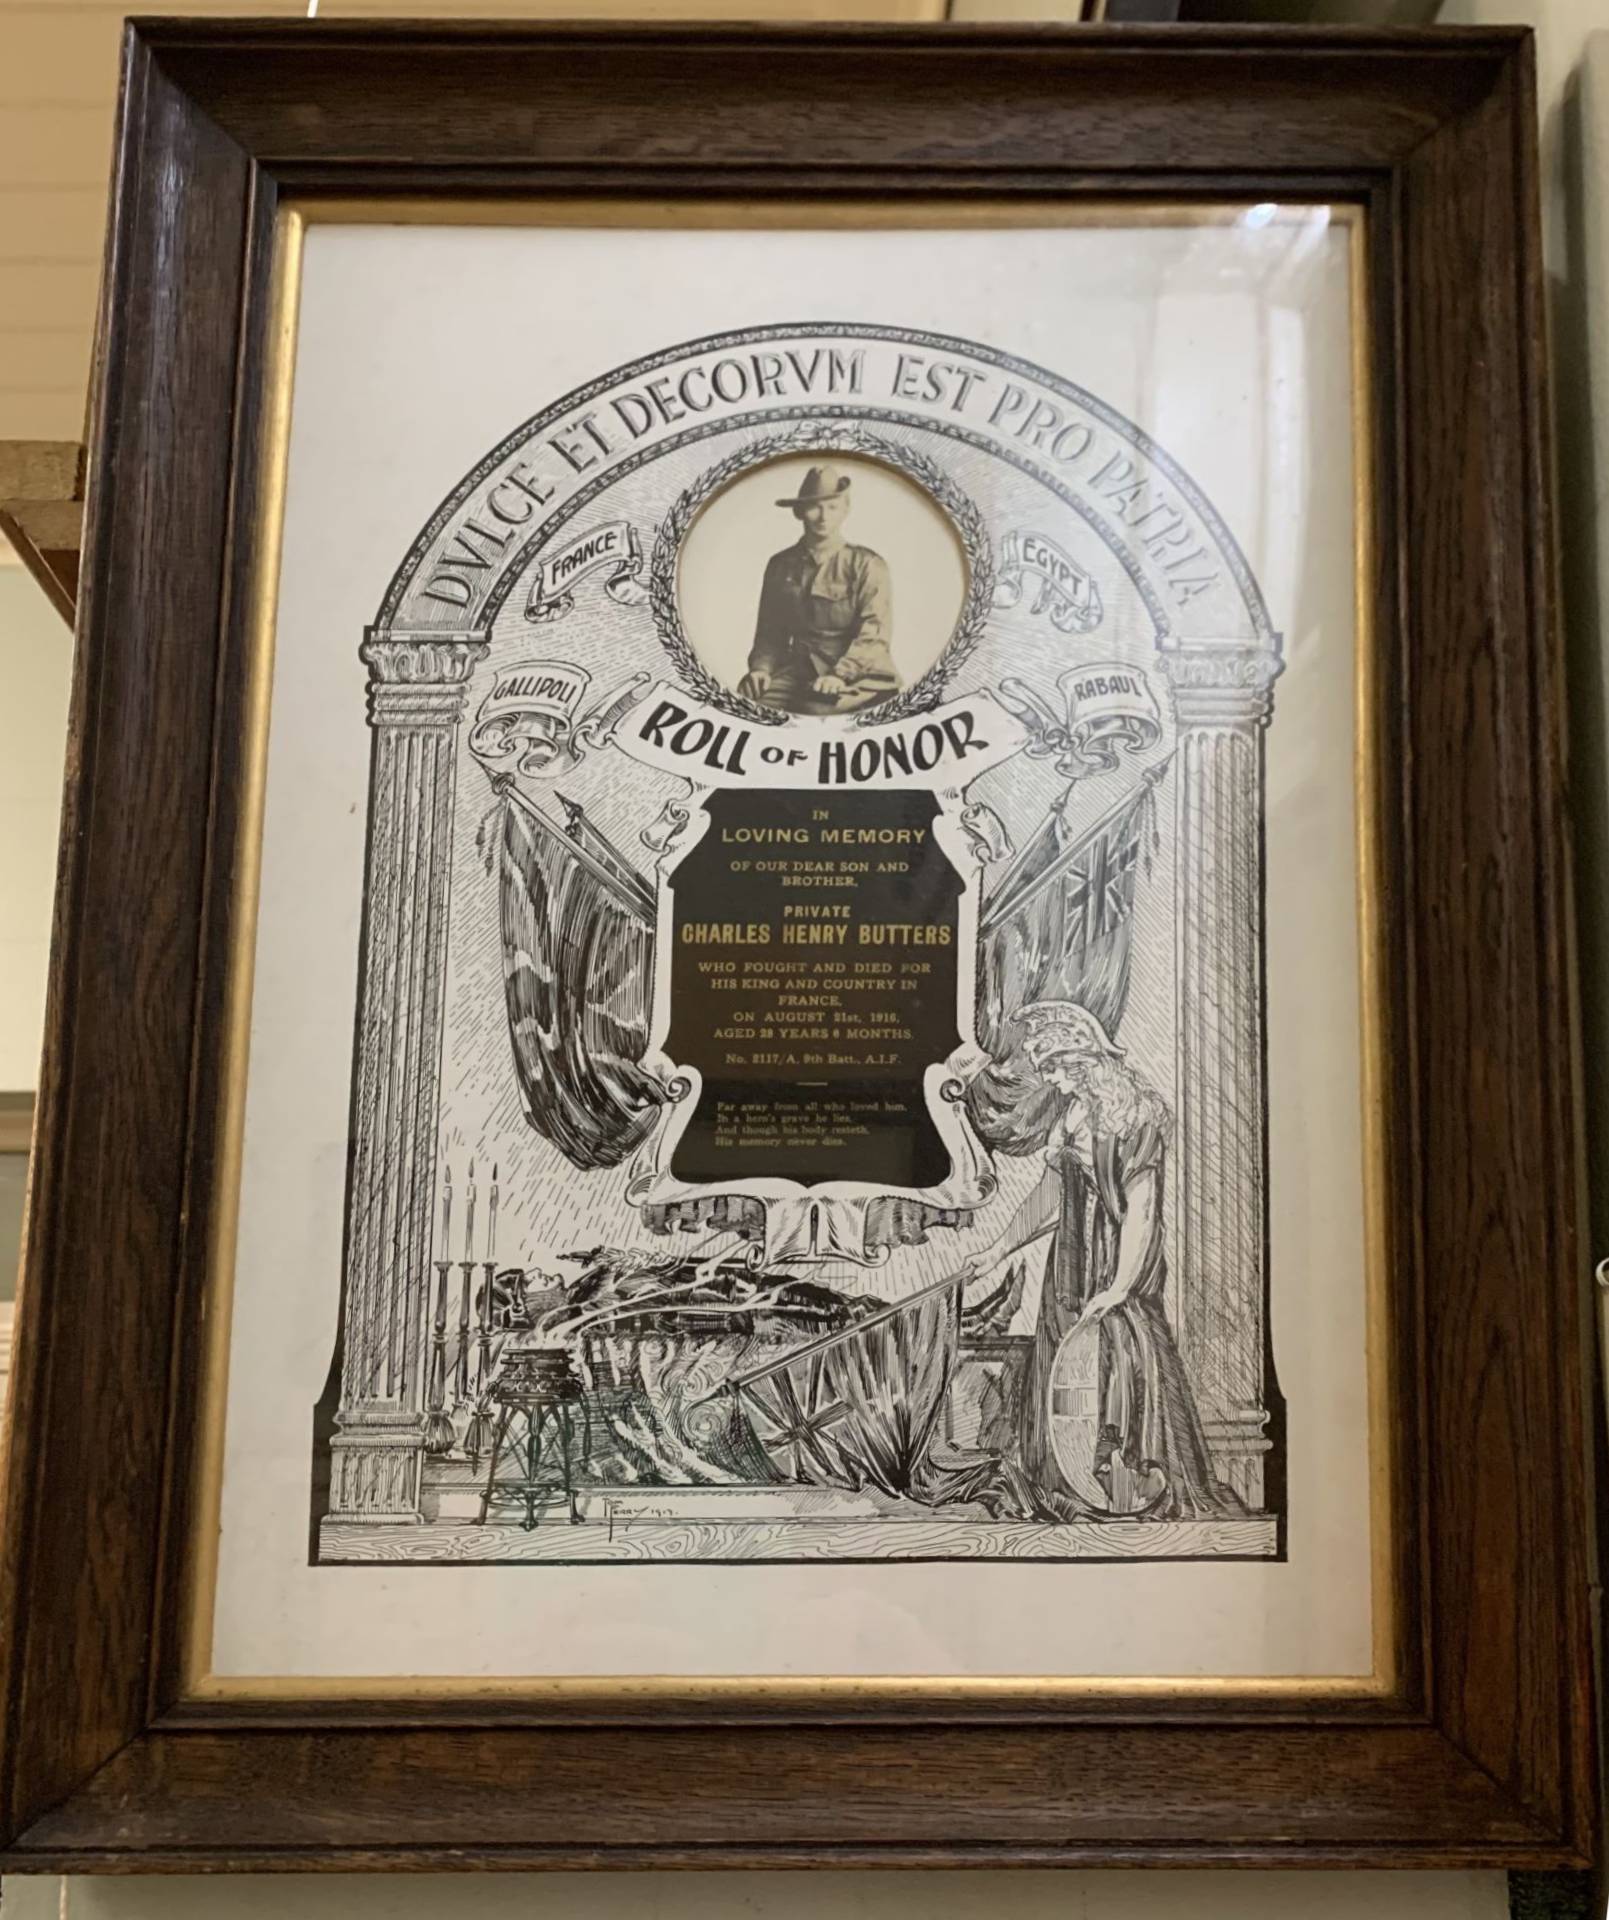 DVLCE ET DECORVM EST PRO PATRIA
FRANCE
EGYPT
GALLIPOLI
RABAUL
ROLL OF HONOR
IN
LOVING MEMORY
OF OUR DEAR SON AND
BROTHER,
PRIVATE
CHARLES HENRY BUTTERS
WHO FOUGHT AND DIED FOR
HIS KING AND COUNTRY IN
FRANCE,
ON AUGUST 21st, 1916,
AGED 28 YEARS 6 MONTHS.
No. 2117/A, 9th Batt., A.I.F.
Far away from all who loved him,
In a hero's grave he lies,
And though his body resteth,
His memory never dies.
TOM
FERRY 1917.